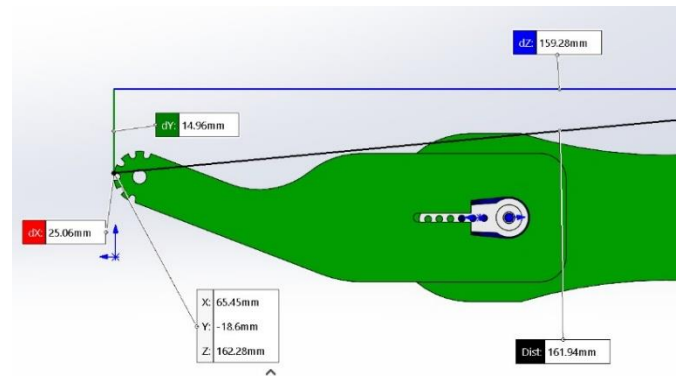 dZ: 159.28mm
dY: 14.96mm
dX: 25.06mm
X: 65.45mm
Y: -18.6mm
Z: 162.28mm
Dist: 161.94mm